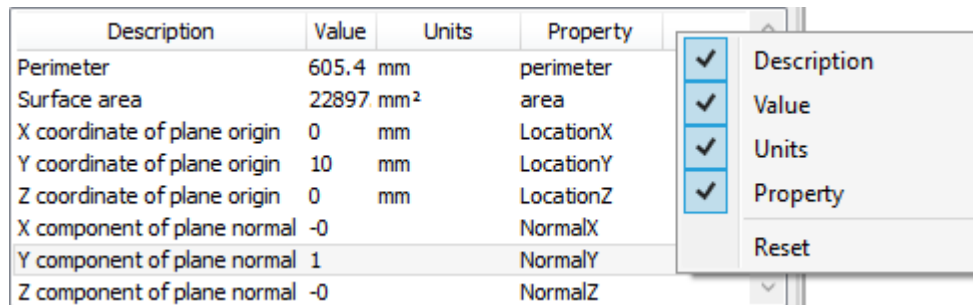 Description Value Units Property
Perimeter 605.4 mm perimeter
Surface area 22897. mm² area
X coordinate of plane origin 0 mm LocationX
Y coordinate of plane origin 10 mm LocationY
Z coordinate of plane origin 0 mm LocationZ
X component of plane normal -0 NormalX
Y component of plane normal 1 NormalY
Z component of plane normal -0 NormalZ
Description
Value
Units
Property
Reset